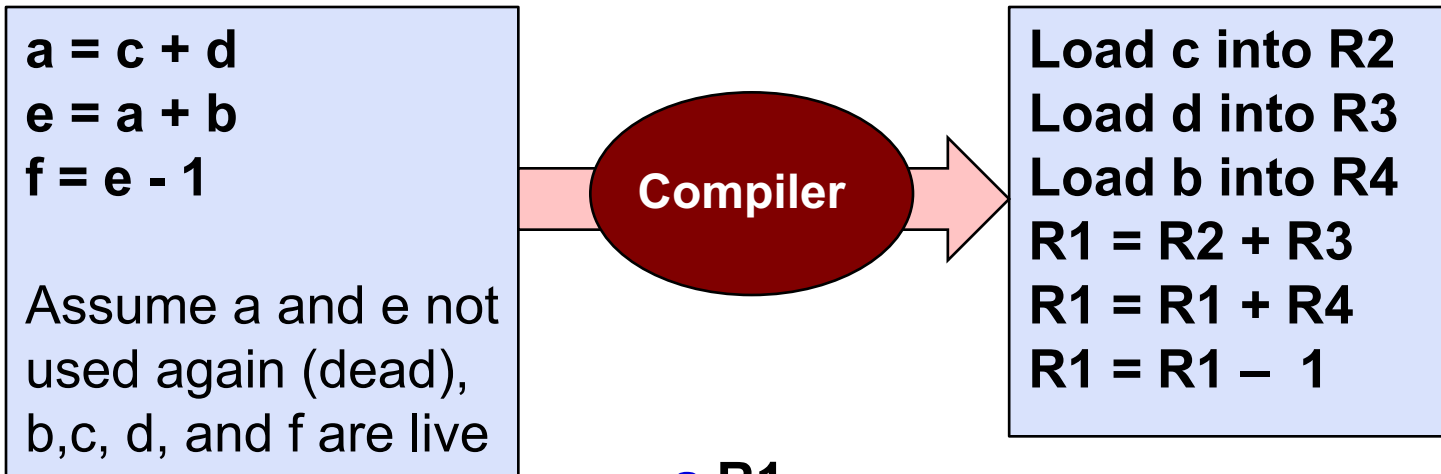 a = c + d
e = a + b
f = e - 1
Assume a and e not
used again (dead),
b,c, d, and f are live
Compiler
Load c into R2
Load d into R3
Load b into R4
R1 = R2 + R3
R1 = R1 + R4
R1 = R1 – 1
R1